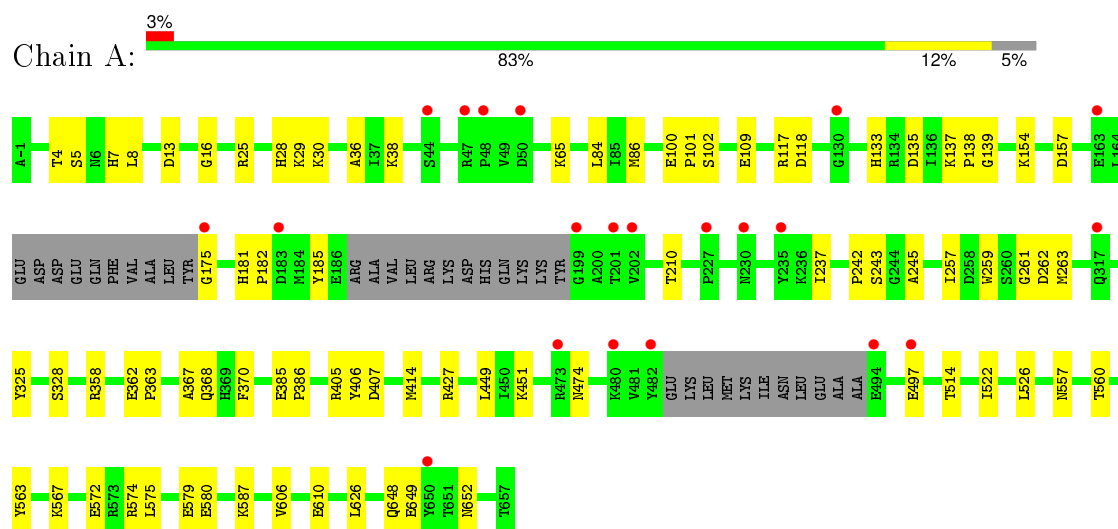 3%
Chain A:
83% 12% 5%
A-1 T4 S5 N6 H7 L8 D13 G16 R25 H28 K29 K30 A36 I37 K38 S44 R47 P48 V49 D50 K65 L84 I85 M86 E100 P101 S102 E109 R117 D118 G130 H133 R134 D135 I136 K137 P138 G139 K154 D157 E163 L164
GLU ASP ASP GLU GLN PHE VAL ALA LEU TYR G175 H181 P182 D183 M184 Y185 E186 ARG ALA VAL LEU ARG LYS ASP HIS GLN LYS LYS TYR G199 A200 T201 V202 T210 P227 N230 Y235 K236 I237 P242 S243 G244 A245 I257 D258 W259 S260 G261 D262 M263 Q317
Y325 S328 R358 E362 P363 A367 Q368 H369 F370 E385 P386 R405 Y406 D407 M414 R427 L449 I450 K451 R473 N474 K480 V481 Y482 GLU LYS LEU MET LYS ILE ASN LEU GLU ALA ALA E494 E497 T514 I522 L526 N557 T560
Y563 K567 E572 R573 R574 L575 E579 E580 K587 V606 E610 L626 Q648 E649 Y650 T651 N652 T657